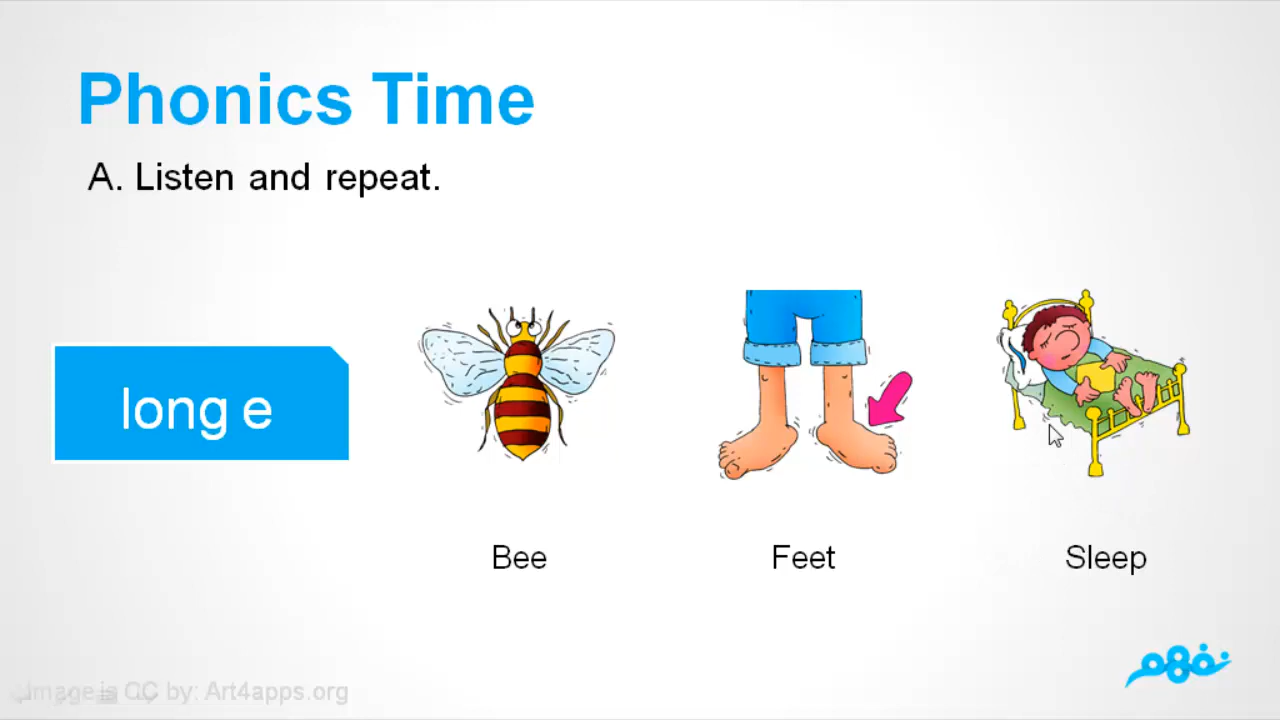 Phonics Time
A. Listen and repeat.
long e
Bee
Feet
Sleep
نفهم
Image is CC by: Art4apps.org